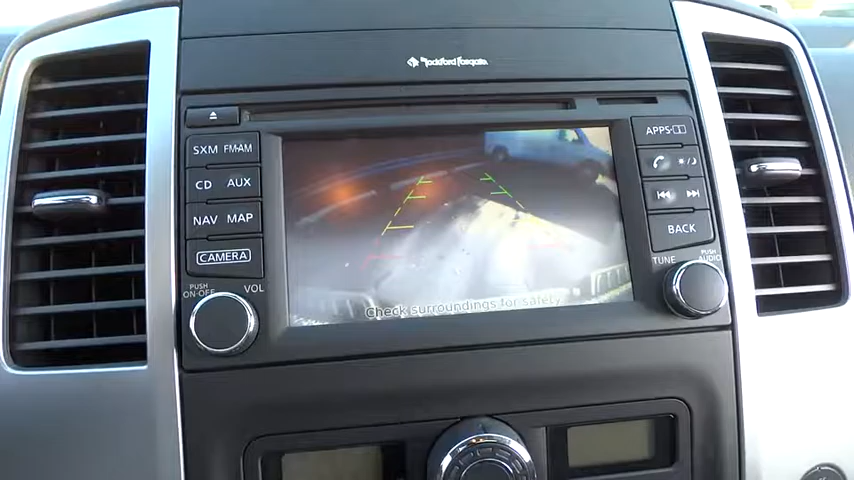 Rockford Fosgate
SXM FM•AM
CD AUX
NAV MAP
CAMERA
PUSH
ON•OFF
VOL
APPS•
BACK
TUNE
PUSH
AUDIO
Check surroundings for safety